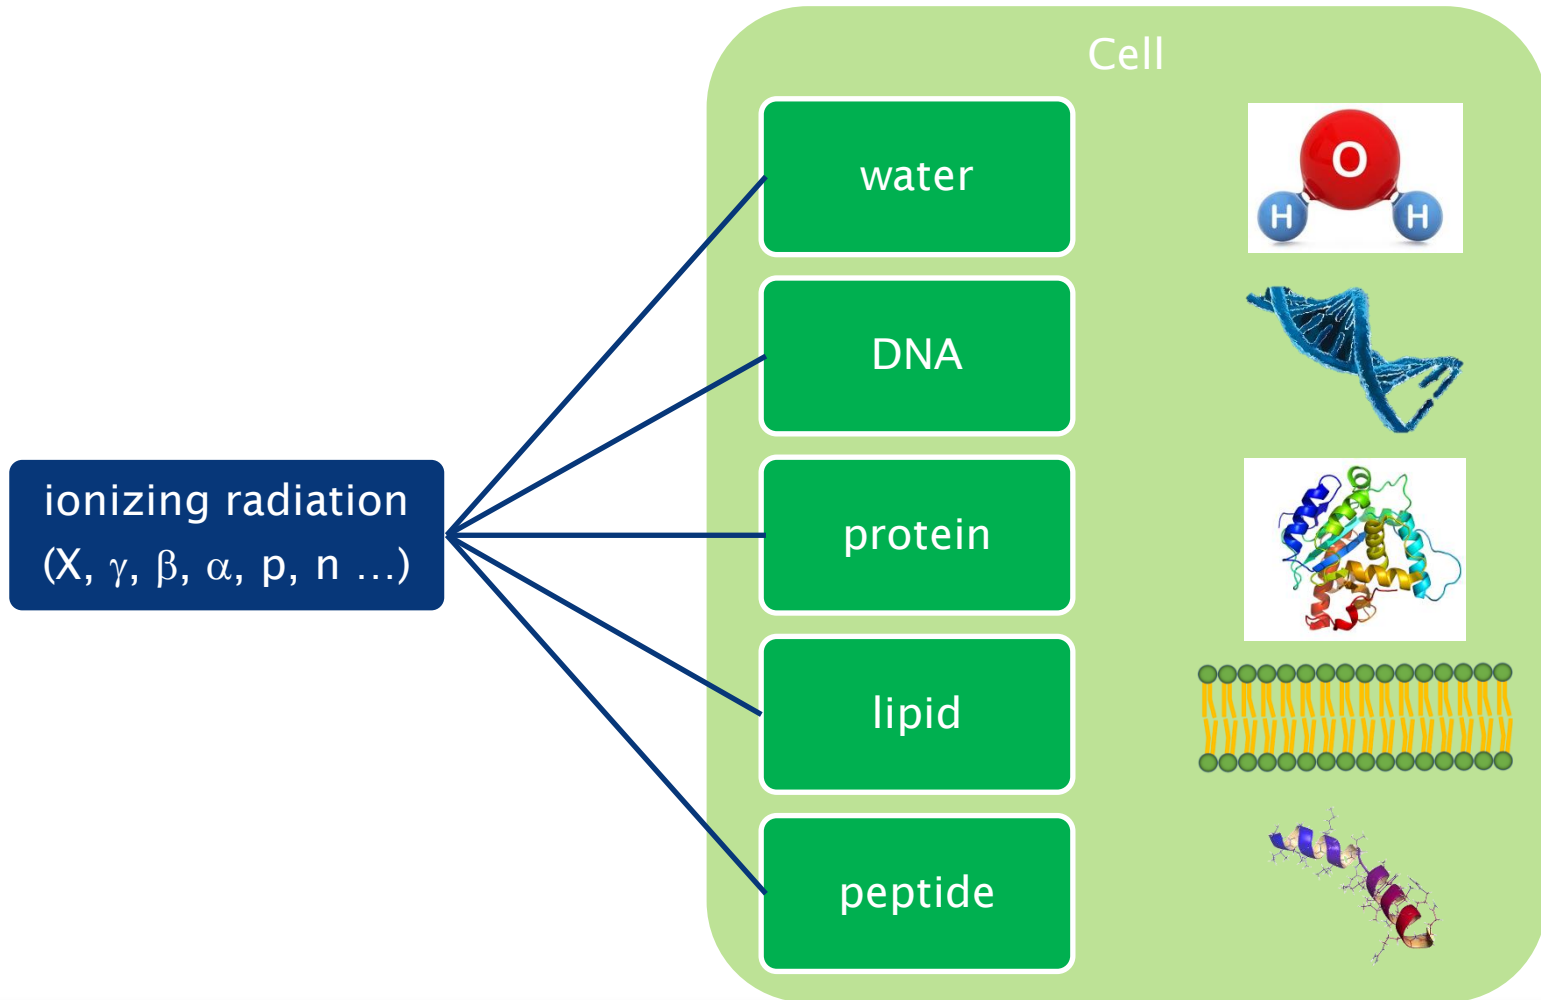 Cell
water
O
H H
DNA
ionizing radiation
(X, γ, β, α, p, n ...)
protein
lipid
peptide